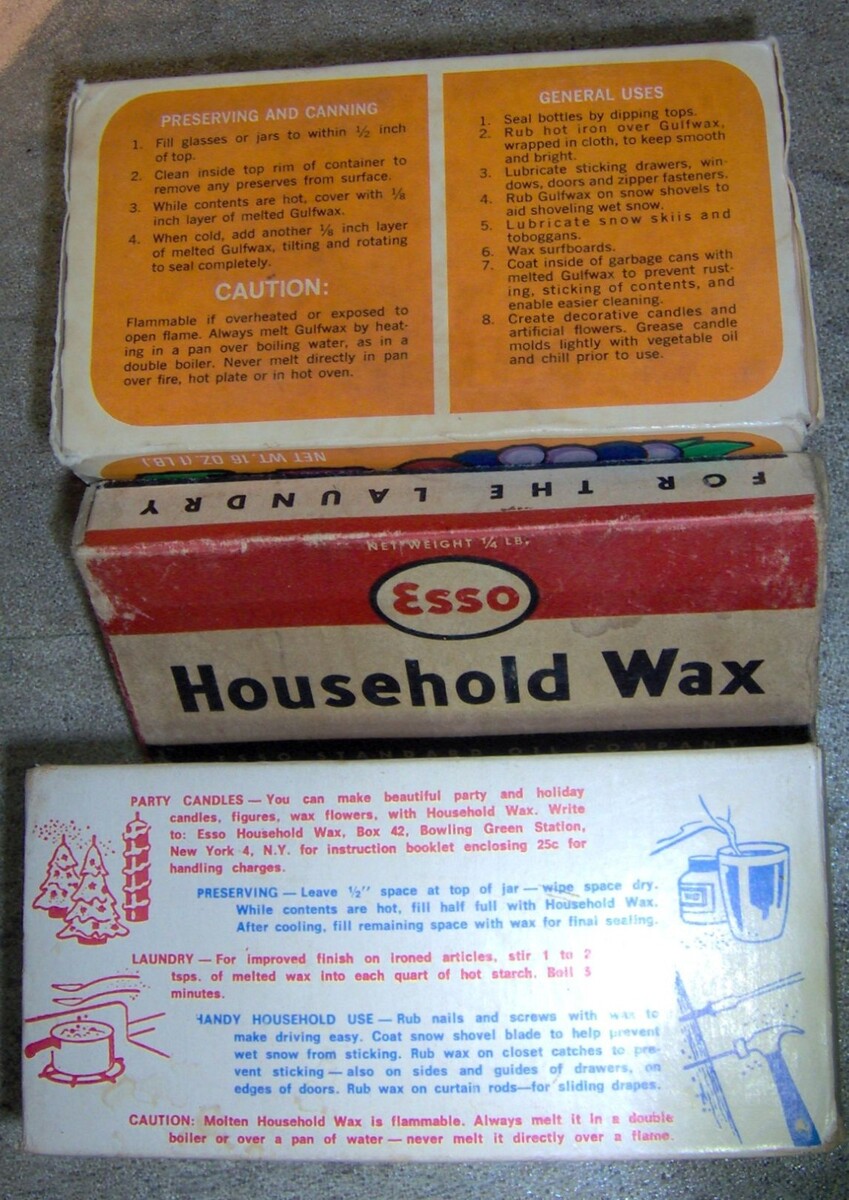 PRESERVING AND CANNING
1. Fill glasses or jars to within ½ inch
of top.
2. Clean inside top rim of container to
remove any preserves from surface.
3. While contents are hot, cover with ⅛
inch layer of melted Gulfwax.
4. When cold, add another ⅛ inch layer
of melted Gulfwax, tilting and rotating
to seal completely.
CAUTION:
Flammable if overheated or exposed to
open flame. Always melt Gulfwax by heat-
ing in a pan over boiling water, as in a
double boiler. Never melt directly in pan
over fire, hot plate or in hot oven.
GENERAL USES
1. Seal bottles by dipping tops.
2. Rub hot iron over Gulfwax,
wrapped in cloth, to keep smooth
and bright.
3. Lubricate sticking drawers, win-
dows, doors and zipper fasteners.
4. Rub Gulfwax on snow shovels to
aid shoveling wet snow.
5. Lubricate snow skiis and
toboggans.
6. Wax surfboards.
7. Coat inside of garbage cans with
melted Gulfwax to prevent rust-
ing, sticking of contents, and
enable easier cleaning.
8. Create decorative candles and
artificial flowers. Grease candle
molds lightly with vegetable oil
and chill prior to use.
NET WT. 16 OZ. (1 LB.)
FOR THE LAUNDRY
NET WEIGHT ¼ LB.
Esso
Household Wax
ESSO STANDARD OIL COMPANY
PARTY CANDLES — You can make beautiful party and holiday
candles, figures, wax flowers, with Household Wax. Write
to: Esso Household Wax, Box 42, Bowling Green Station,
New York 4, N.Y. for instruction booklet enclosing 25c for
handling charges.
PRESERVING — Leave ½" space at top of jar — wipe space dry.
While contents are hot, fill half full with Household Wax.
After cooling, fill remaining space with wax for final sealing.
LAUNDRY — For improved finish on ironed articles, stir 1 to 2
tsps. of melted wax into each quart of hot starch. Boil 5
minutes.
HANDY HOUSEHOLD USE — Rub nails and screws with wax to
make driving easy. Coat snow shovel blade to help prevent
wet snow from sticking. Rub wax on closet catches to pre-
vent sticking — also on sides and guides of drawers, on
edges of doors. Rub wax on curtain rods—for sliding drapes.
CAUTION: Molten Household Wax is flammable. Always melt it in a double
boiler or over a pan of water — never melt it directly over a flame.